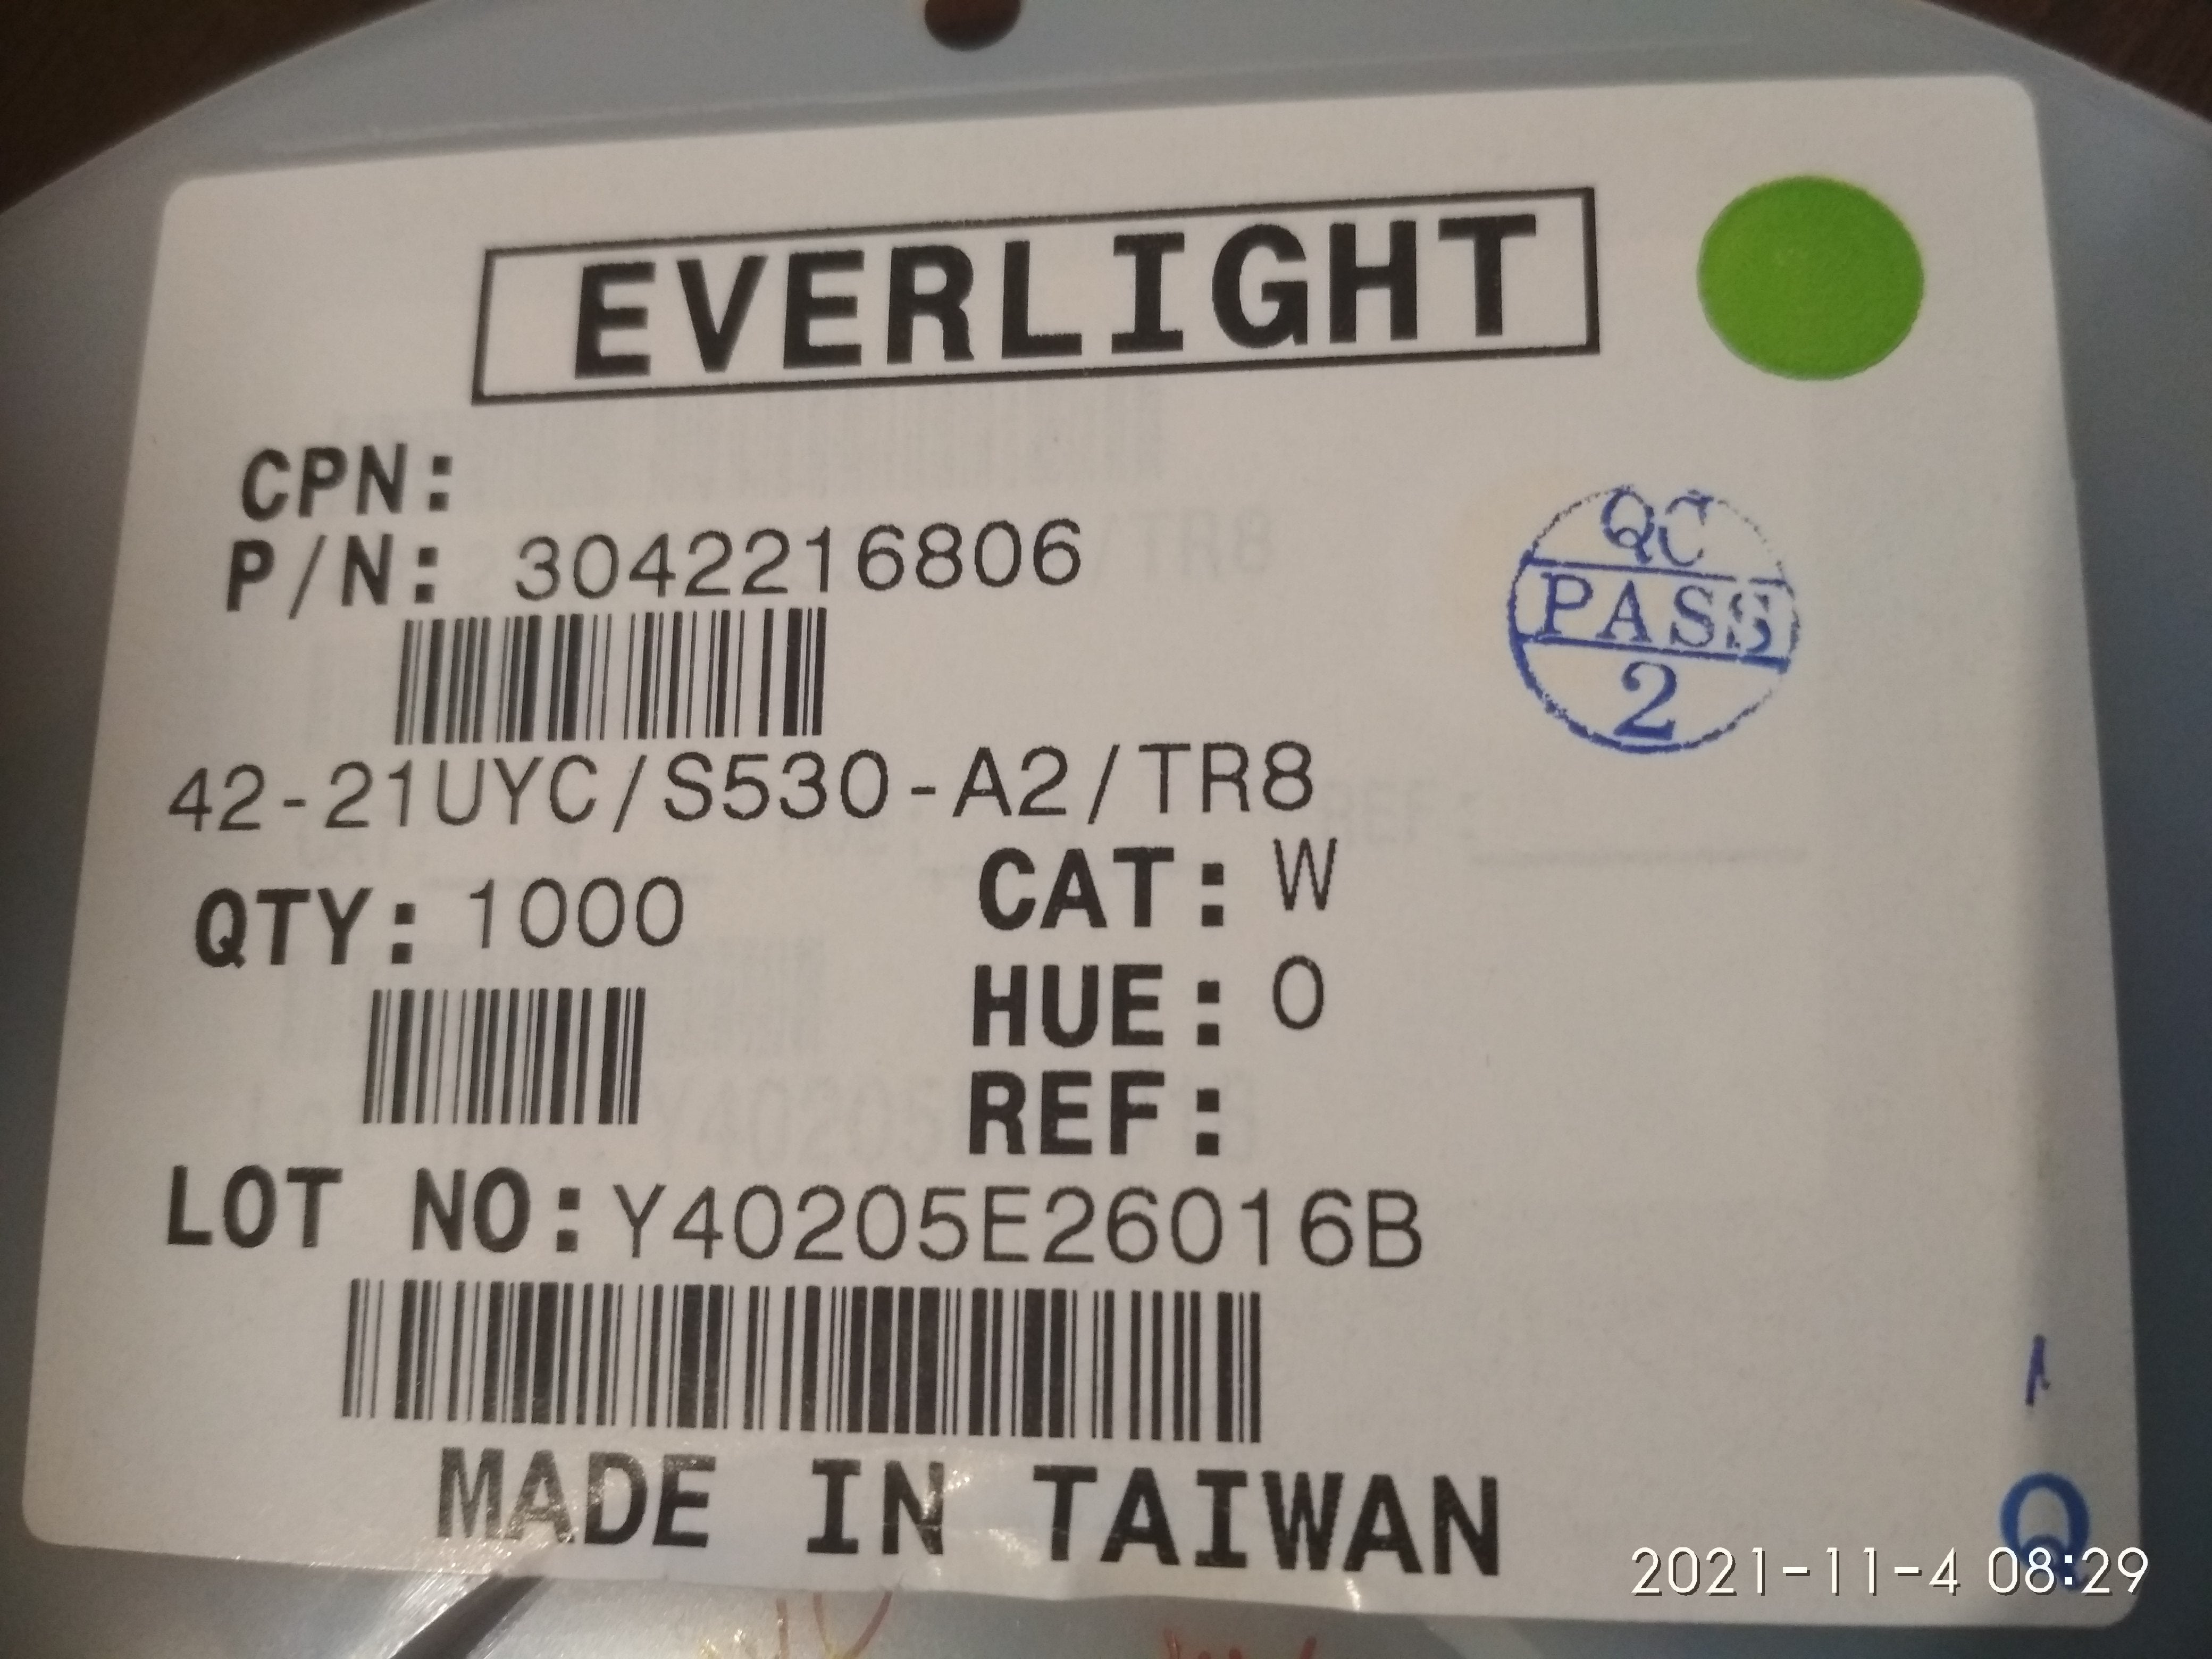 EVERLIGHT
CPN:
P/N: 3042216806
QC
PASS
2
42-21UYC/S530-A2/TR8
QTY: 1000
CAT: W
HUE: 0
REF:
LOT NO:Y40205E26016B
MADE IN TAIWAN
Q
2021-11-4 08:29